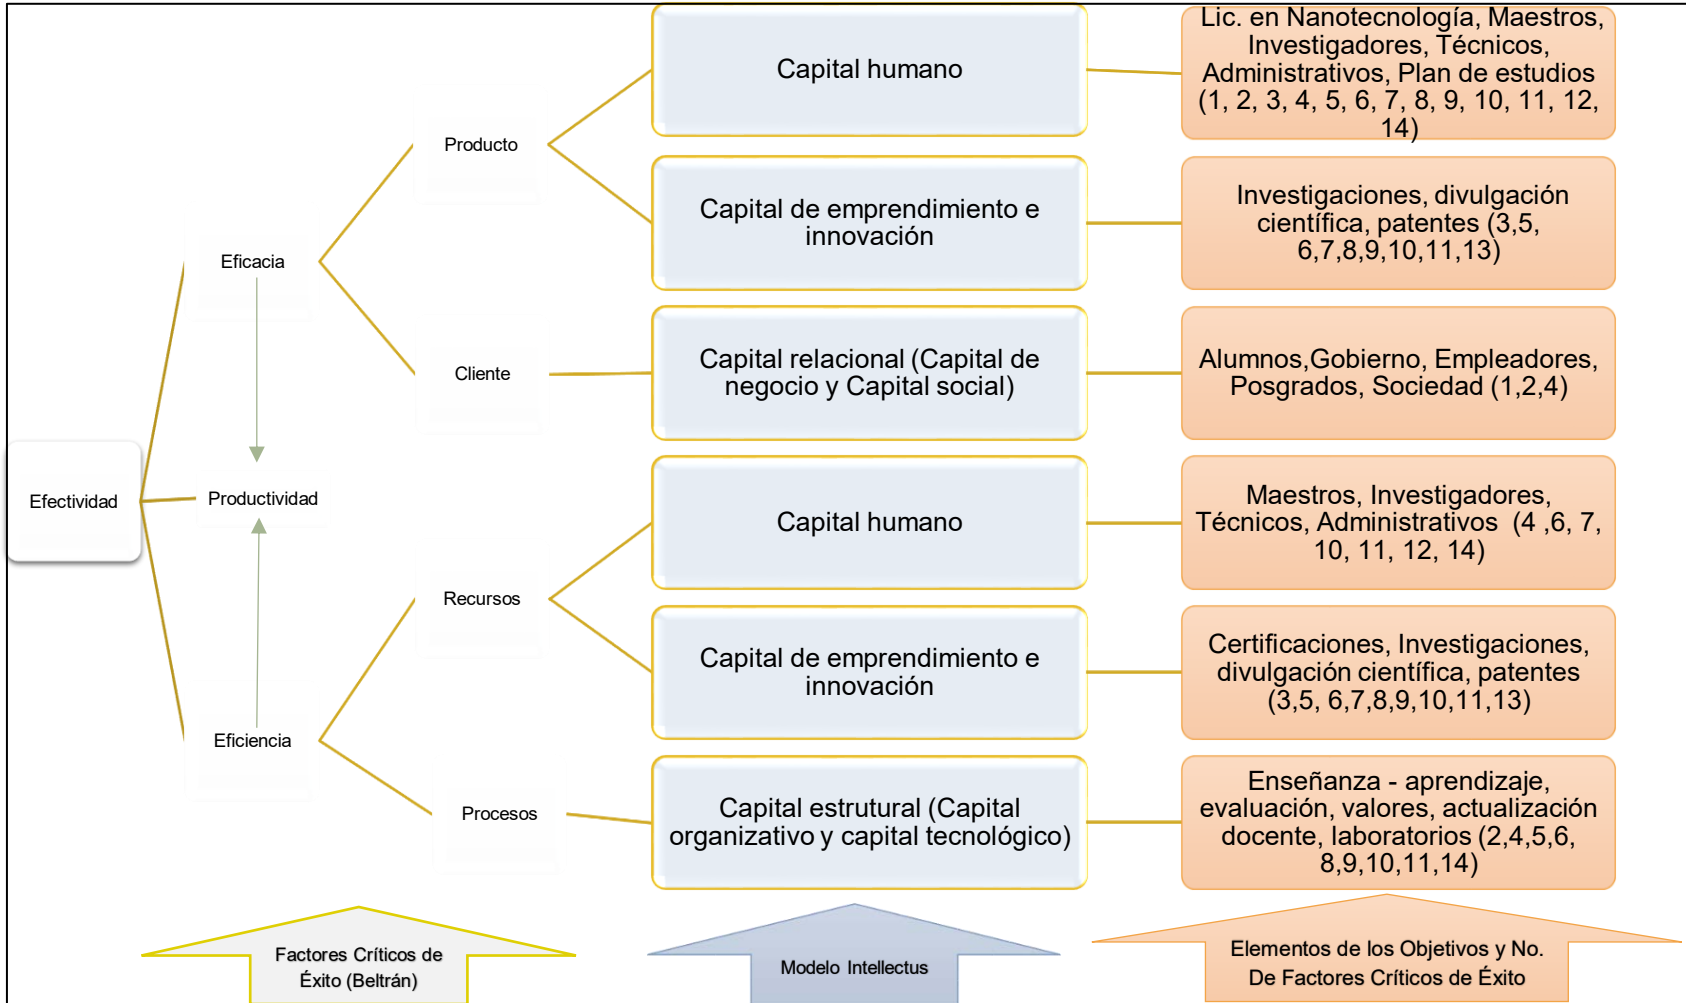 Efectividad
Eficacia
Productividad
Eficiencia
Producto
Cliente
Recursos
Procesos
Capital humano
Capital de emprendimiento e
innovación
Capital relacional (Capital de
negocio y Capital social)
Capital humano
Capital de emprendimiento e
innovación
Capital estrutural (Capital
organizativo y capital tecnológico)
Lic. en Nanotecnología, Maestros,
Investigadores, Técnicos,
Administrativos, Plan de estudios
(1, 2, 3, 4, 5, 6, 7, 8, 9, 10, 11, 12,
14)
Investigaciones, divulgación
científica, patentes (3,5,
6,7,8,9,10,11,13)
Alumnos,Gobierno, Empleadores,
Posgrados, Sociedad (1,2,4)
Maestros, Investigadores,
Técnicos, Administrativos (4 ,6, 7,
10, 11, 12, 14)
Certificaciones, Investigaciones,
divulgación científica, patentes
(3,5, 6,7,8,9,10,11,13)
Enseñanza - aprendizaje,
evaluación, valores, actualización
docente, laboratorios (2,4,5,6,
8,9,10,11,14)
Factores Críticos de
Éxito (Beltrán)
Modelo Intellectus
Elementos de los Objetivos y No.
De Factores Críticos de Éxito